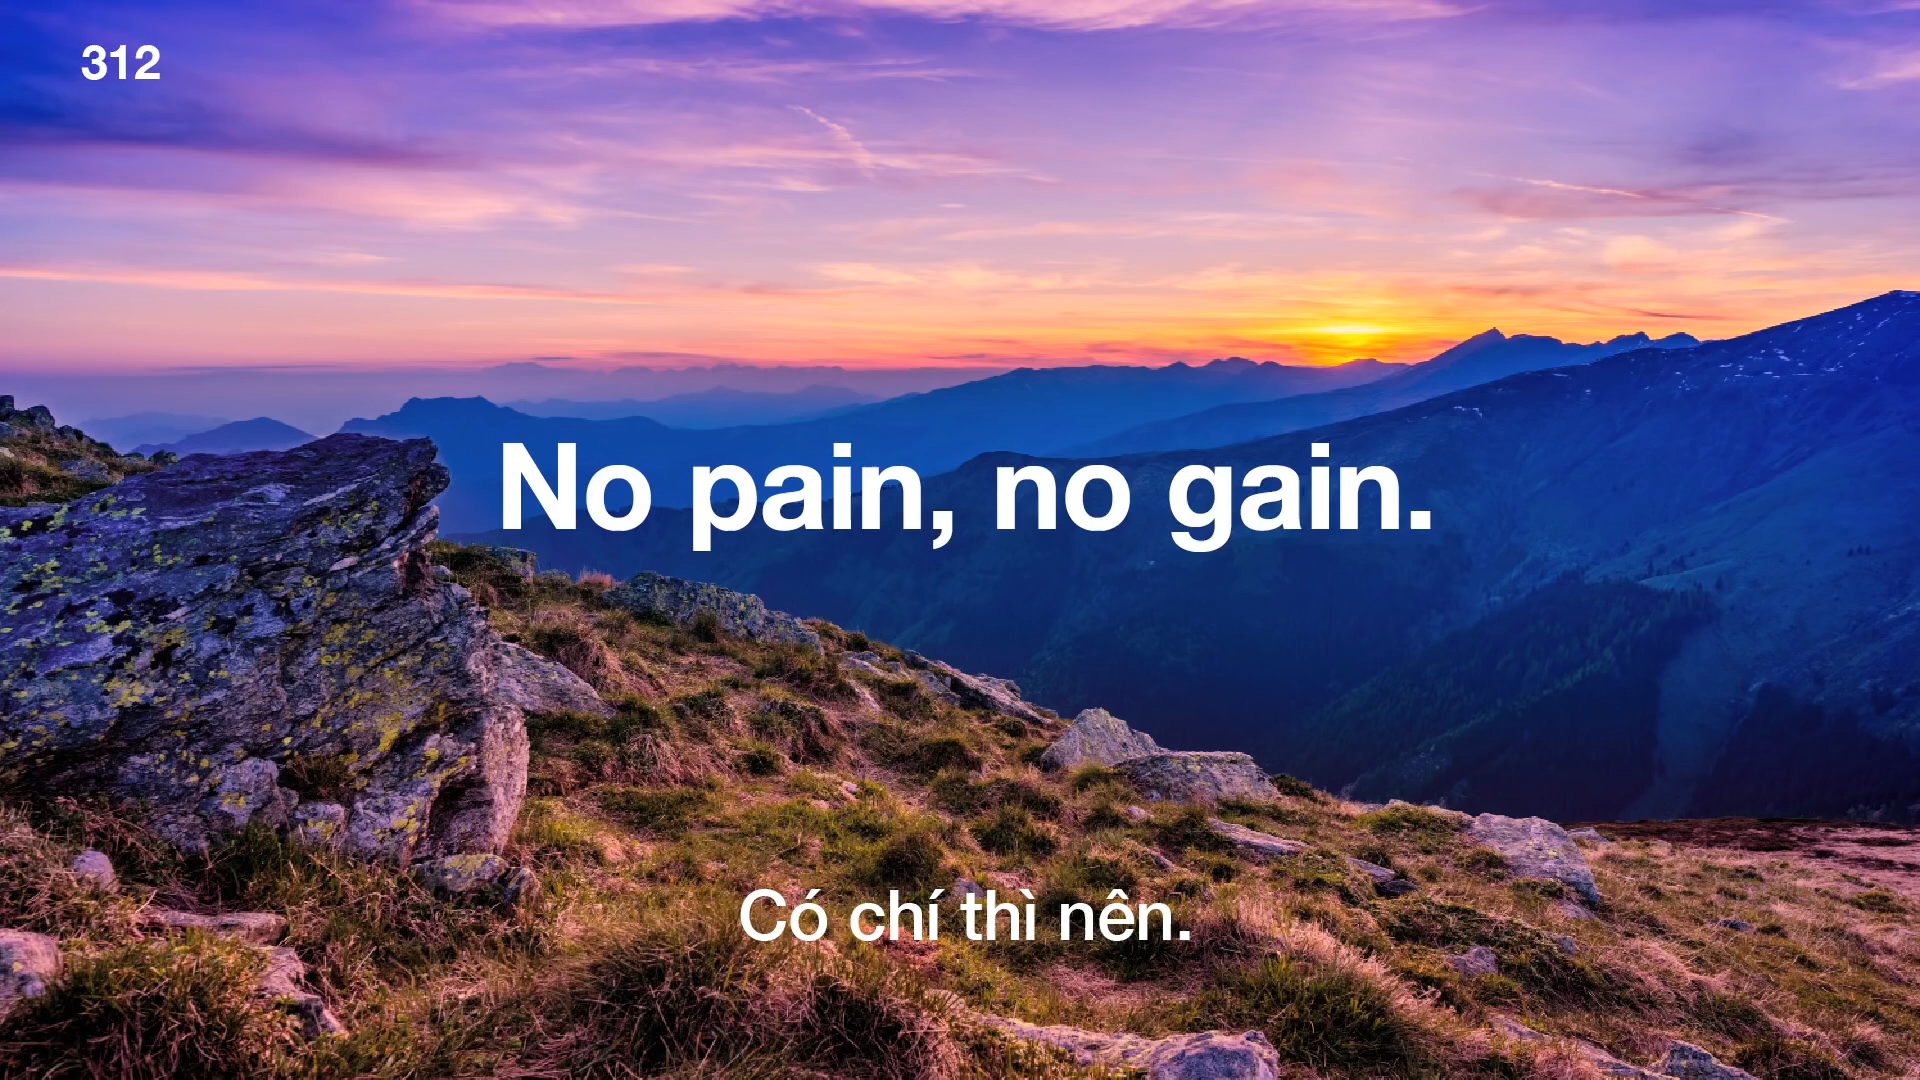 312
No pain, no gain.
Có chí thì nên.